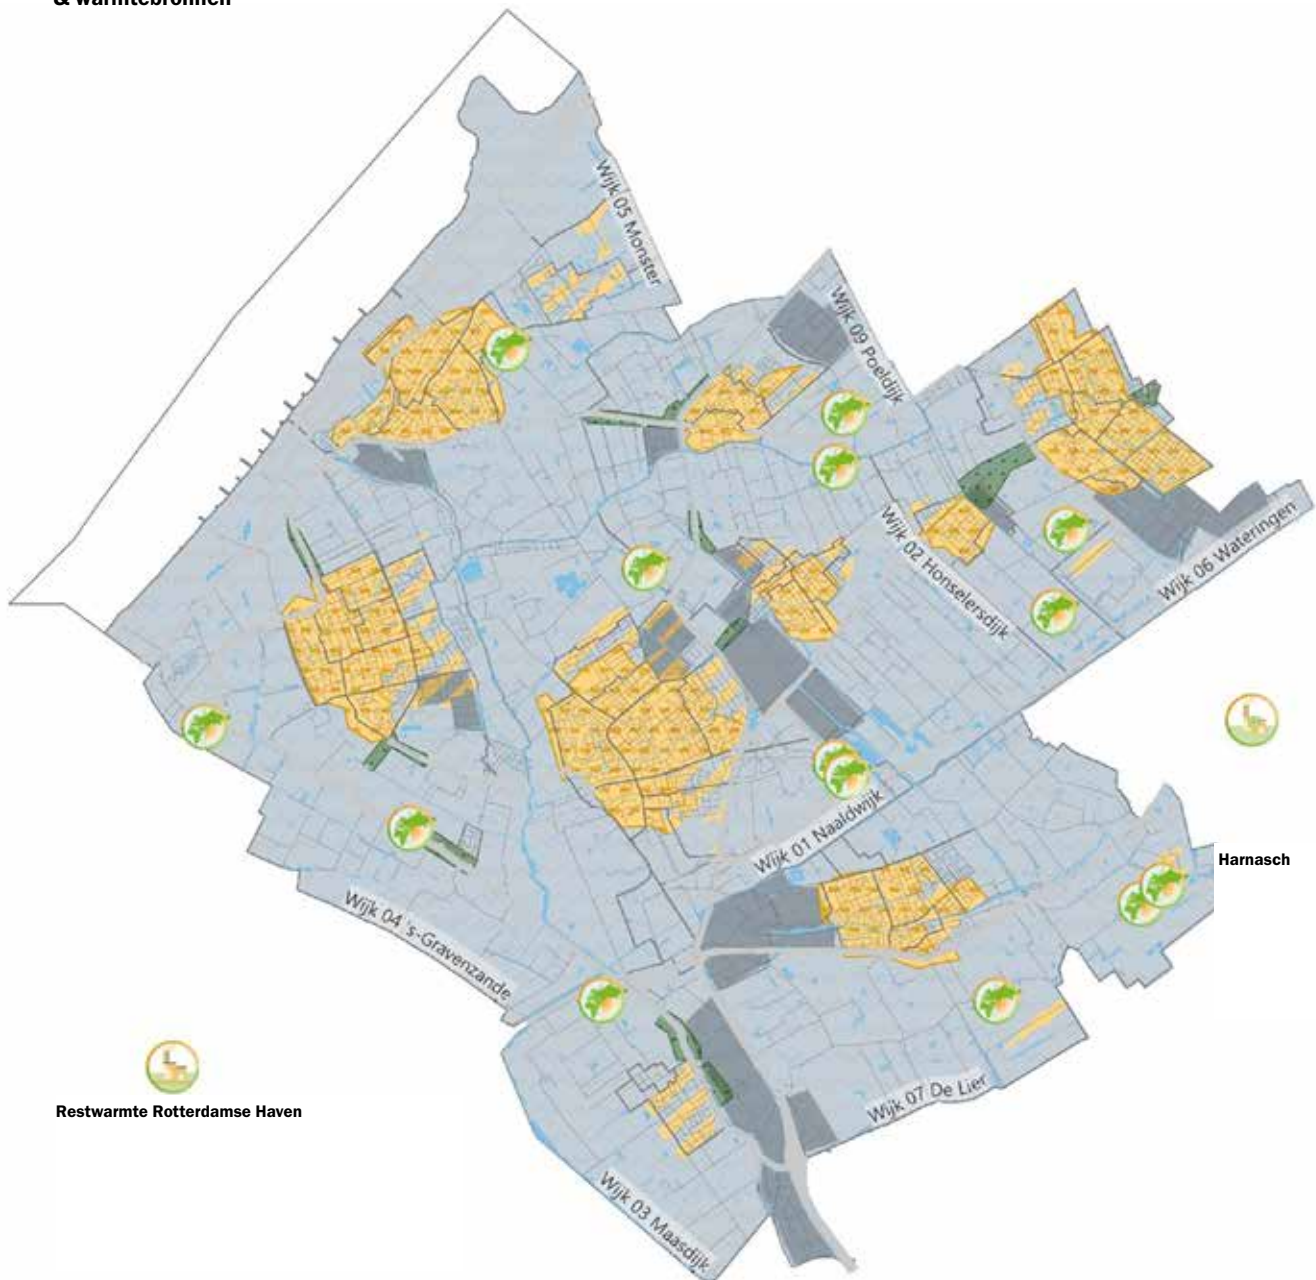 & warmtebronnen
Wijk 05 Monster
Wijk 09 Poeldijk
Wijk 02 Honselersdijk
Wijk 06 Wateringen
Wijk 01 Naaldwijk
Harnasch
Wijk 04 's-Gravenzande
Restwarmte Rotterdamse Haven
Wijk 07 De Lier
Wijk 03 Maasdijk